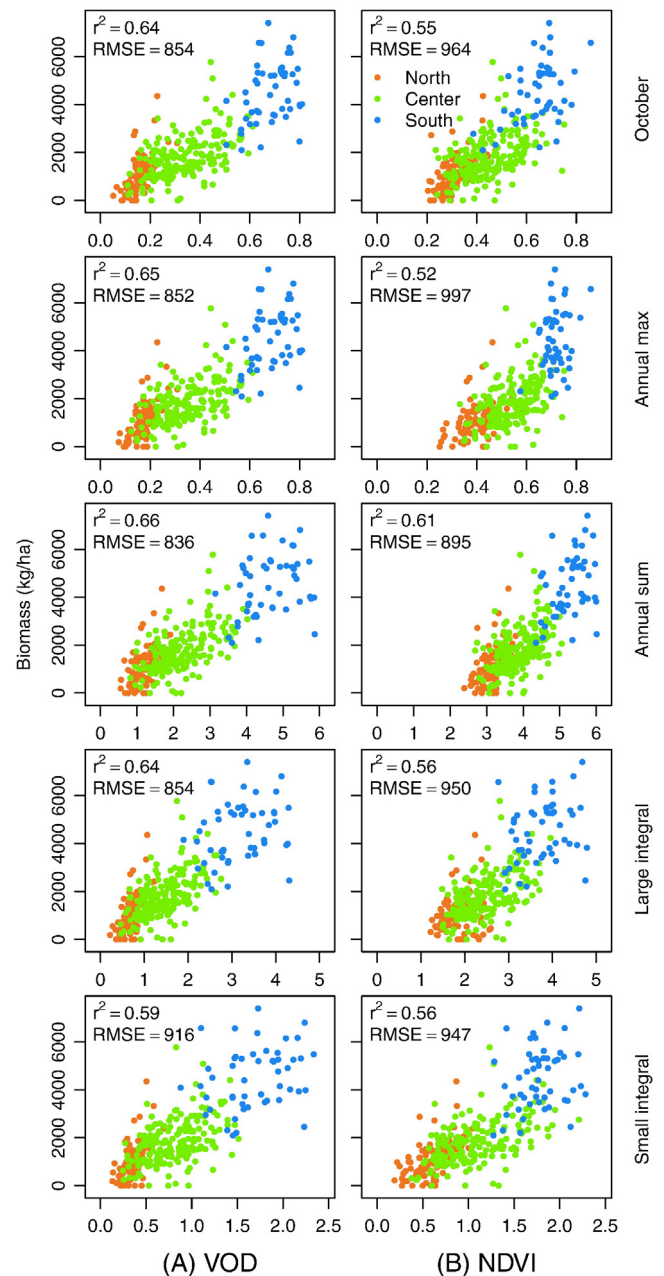 r² = 0.64
RMSE = 854
r² = 0.55
RMSE = 964
North
Center
South
October
0 2000 4000 6000
0.0 0.2 0.4 0.6 0.8
0.0 0.2 0.4 0.6 0.8
r² = 0.65
RMSE = 852
r² = 0.52
RMSE = 997
Annual max
0 2000 4000 6000
0.0 0.2 0.4 0.6 0.8
0.0 0.2 0.4 0.6 0.8
r² = 0.66
RMSE = 836
r² = 0.61
RMSE = 895
Annual sum
Biomass (kg/ha)
0 2000 4000 6000
0 1 2 3 4 5 6
0 1 2 3 4 5 6
r² = 0.64
RMSE = 854
r² = 0.56
RMSE = 950
Large integral
0 2000 4000 6000
0 1 2 3 4 5
0 1 2 3 4 5
r² = 0.59
RMSE = 916
r² = 0.56
RMSE = 947
Small integral
0 2000 4000 6000
0.0 0.5 1.0 1.5 2.0 2.5
0.0 0.5 1.0 1.5 2.0 2.5
(A) VOD
(B) NDVI